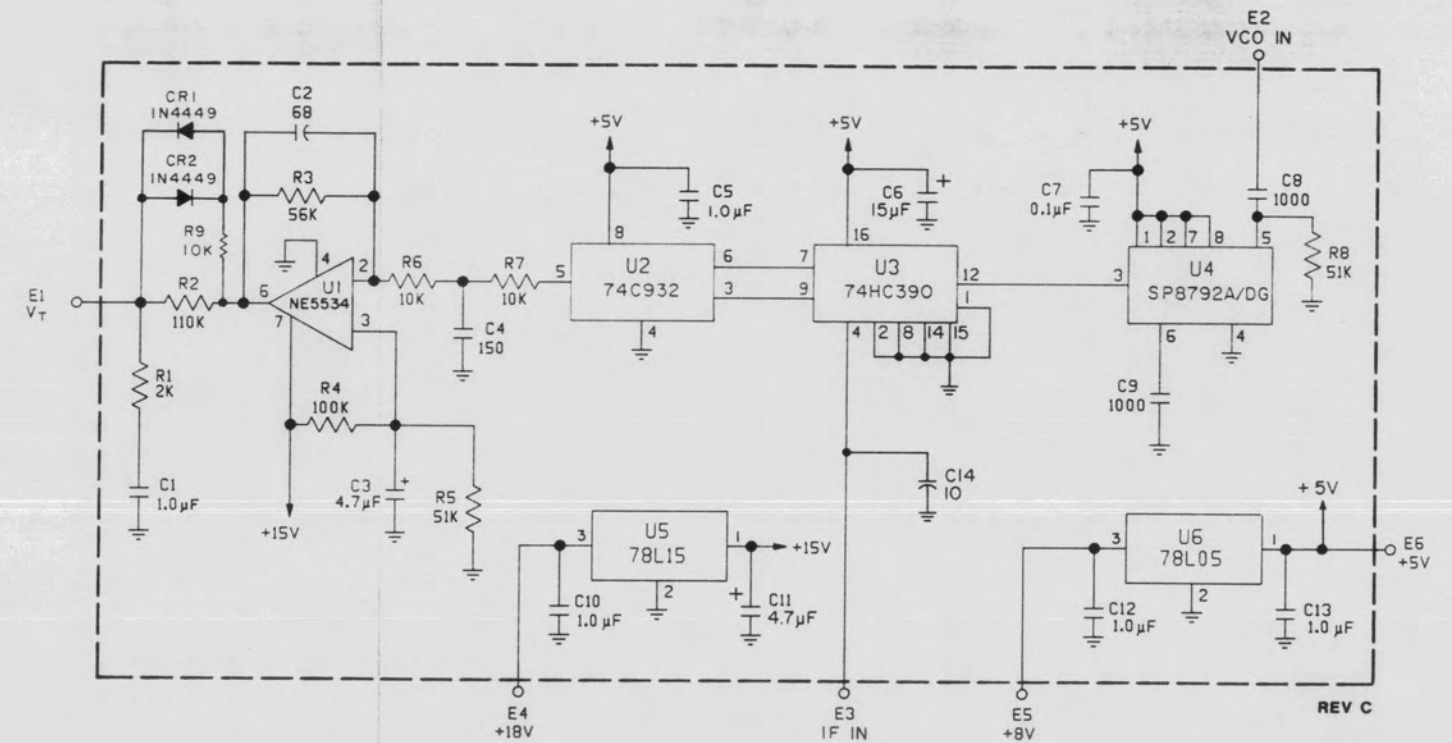 E2
VCO IN
CR1
1N4449
C2
68
CR2
1N4449
R3
56K
R9
10K
+5V
C5
1.0µF
8
+5V
C6
+
15µF
16
+5V
C7
0.1µF
C8
1000
1 2 7 8 5
R8
51K
E1
VT
R2
110K
6
4
U1
NE5534
7
2
3
R6
10K
R7
10K
C4
150
5
U2
74C932
6
3
4
7
9
U3
74HC390
12
1
4 2 8 14 15
3
U4
SP8792A/DG
6
4
C9
1000
R1
2K
C1
1.0µF
R4
100K
C3
+
4.7µF
R5
51K
+15V
C14
10
3
U5
78L15
1
2
+15V
C10
1.0µF
+
C11
4.7µF
3
U6
78L05
1
2
+5V
E6
+5V
C12
1.0µF
C13
1.0µF
E4
+18V
E3
IF IN
E5
+8V
REV C